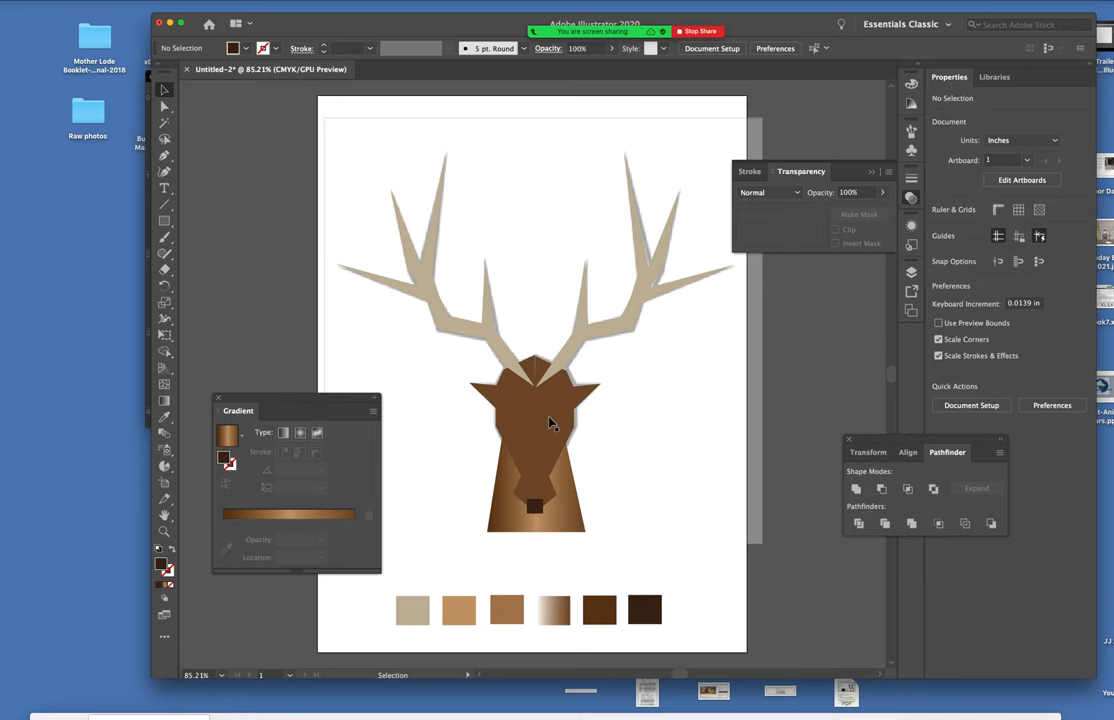 Mother Lode
Booklet-...nal-2018
Raw photos
Adobe Illustrator 2020
You are screen sharing
Stop Share
Essentials Classic
Search Adobe Stock
No Selection
Stroke:
5 pt. Round
Opacity: 100%
Style:
Document Setup
Preferences
Untitled-2* @ 85.21% (CMYK/GPU Preview)
Properties
Libraries
No Selection
Document
Units: Inches
Artboard: 1
Edit Artboards
Ruler & Grids
Guides
Snap Options
Preferences
Keyboard Increment: 0.0139 in
Use Preview Bounds
Scale Corners
Scale Strokes & Effects
Quick Actions
Document Setup
Preferences
Stroke
Transparency
Normal
Opacity: 100%
Make Mask
Clip
Invert Mask
Gradient
Type:
Stroke:
Opacity:
Location:
Transform
Align
Pathfinder
Shape Modes:
Expand
Pathfinders:
85.21%
1
Selection
PDF